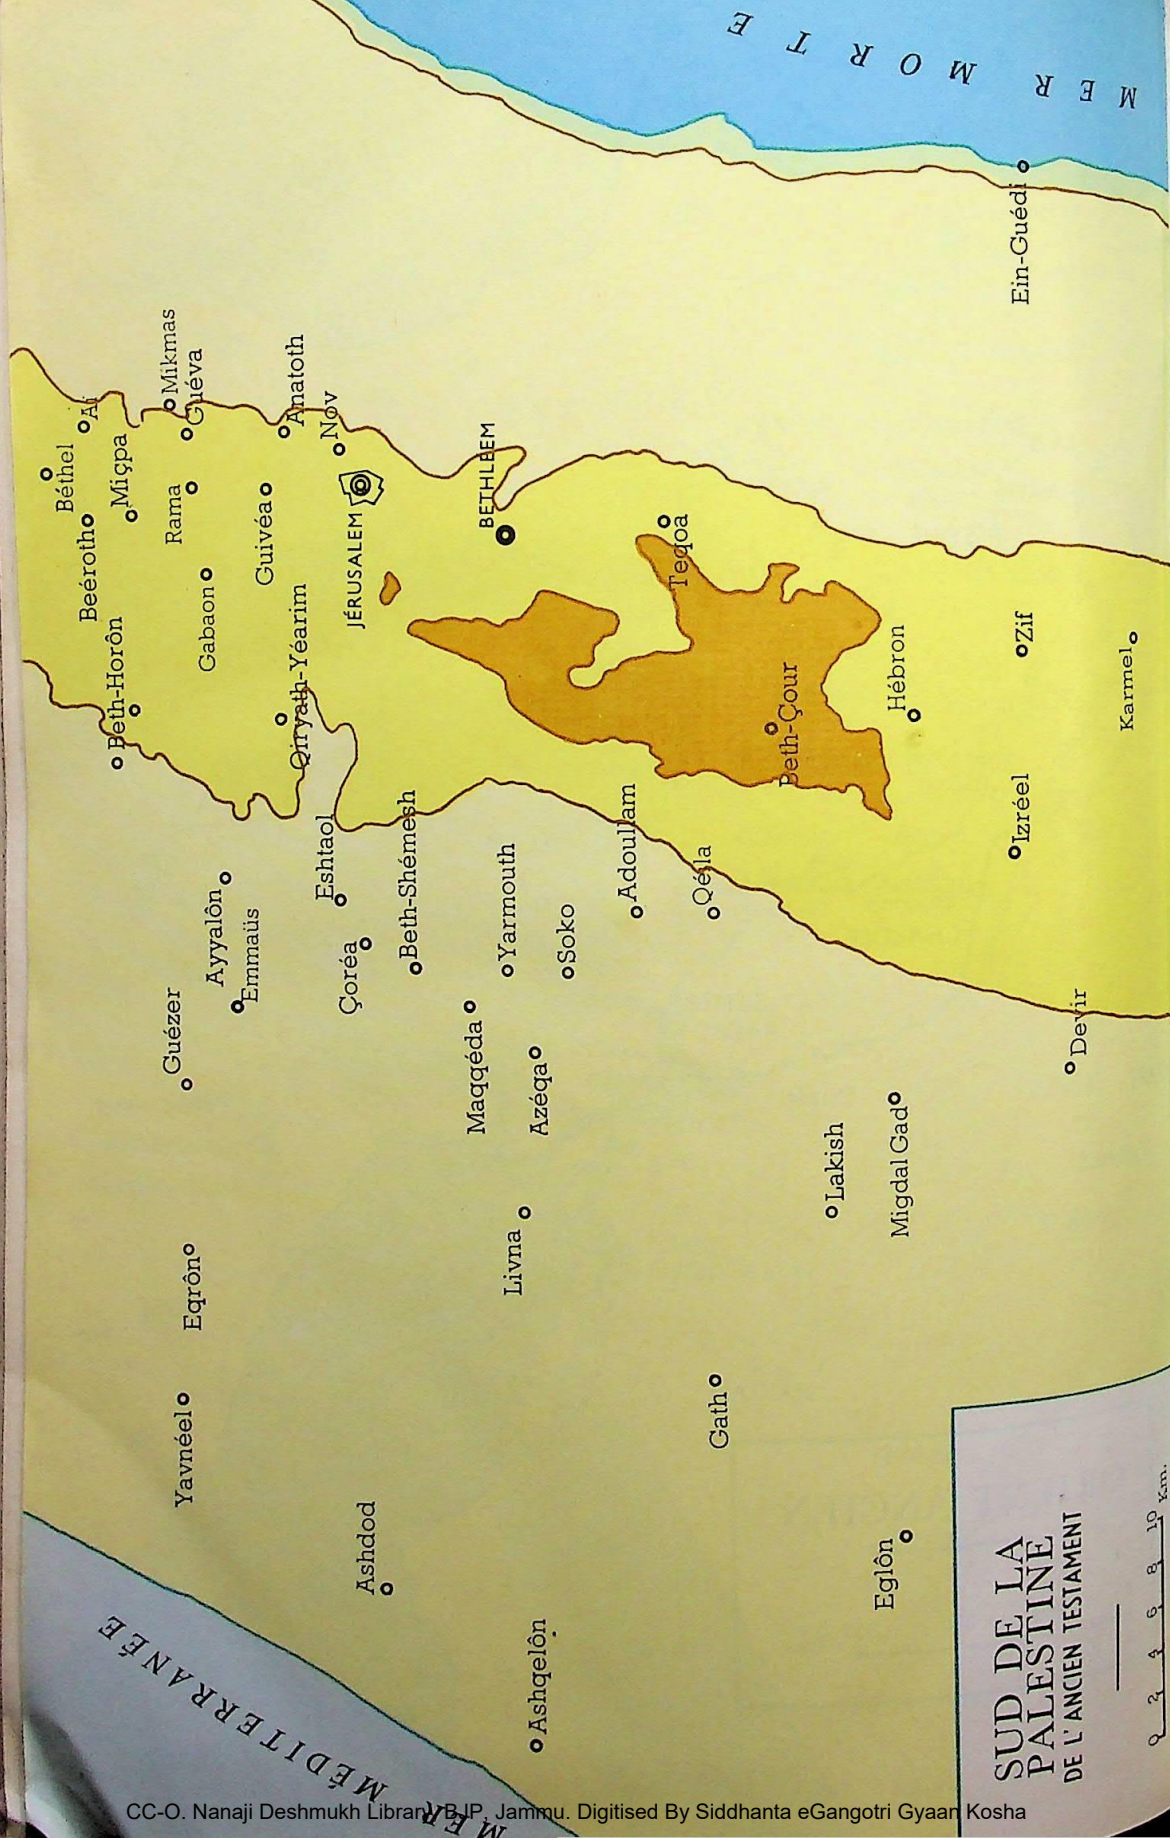 MER MORTE
Ein-Guédi
Mikmas
Guéva
Anatoth
Nov
Aï
Béthel
Miçpa
Rama
Guivéa
Beéroth
Gabaon
JÉRUSALEM
BETHLÉEM
Teqoa
Beth-Horôn
Qiryath-Yéarim
Beth-Çour
Hébron
Zif
Karmel
Izréel
Eshtaol
Beth-Shémesh
Yarmouth
Adoullam
Qéïla
Ayyalôn
Emmaüs
Çoréa
Soko
Guézer
Maqqéda
Azéqa
Devir
Lakish
Migdal Gad
Livna
Eqrôn
Yavnéel
Gath
Ashdod
Eglôn
Ashqelôn
MER MÉDITERRANÉE
SUD DE LA
PALESTINE
DE L'ANCIEN TESTAMENT
0 2 4 6 8 10 Km.
CC-O. Nanaji Deshmukh Library, BJP, Jammu. Digitised By Siddhanta eGangotri Gyaan Kosha